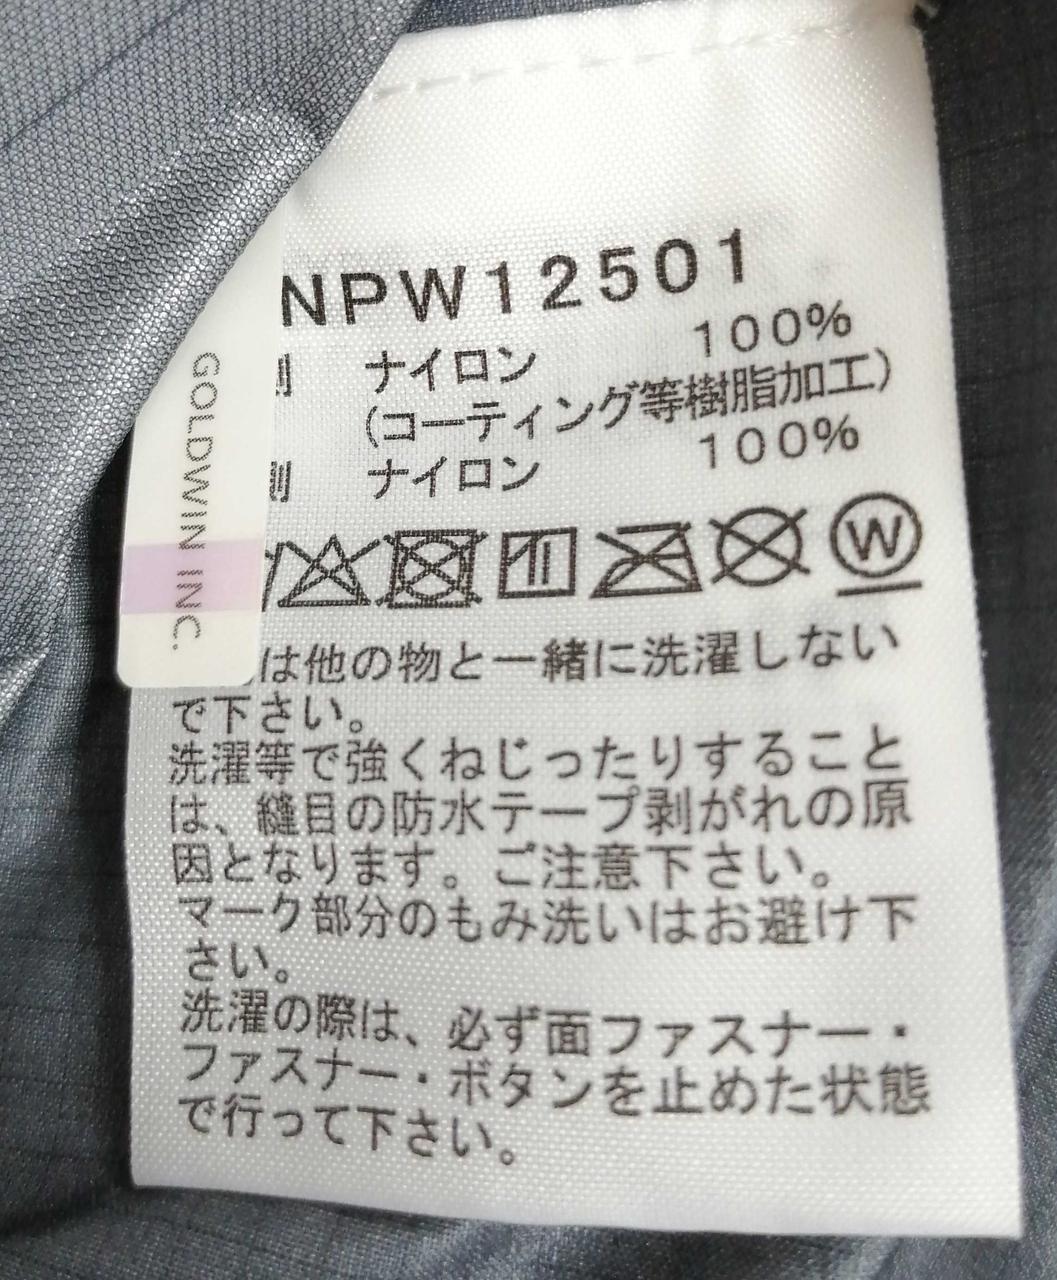 NPW12501
ナイロン 100%
(コーティング等樹脂加工)
ナイロン 100%
W
GOLDWIN INC.
は他の物と一緒に洗濯しない
で下さい。
洗濯等で強くねじったりすること
は、縫目の防水テープ剥がれの原
因となります。ご注意下さい。
マーク部分のもみ洗いはお避け下
さい。
洗濯の際は、必ず面ファスナー・
ファスナー・ボタンを止めた状態
で行って下さい。